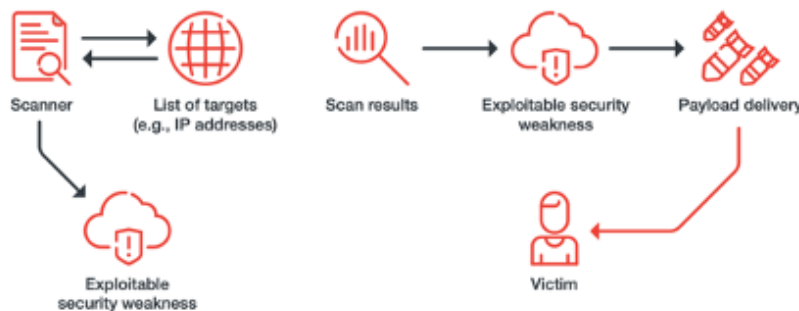 Scanner
List of targets
(e.g., IP addresses)
Scan results
Exploitable security
weakness
Payload delivery
Exploitable
security weakness
Victim